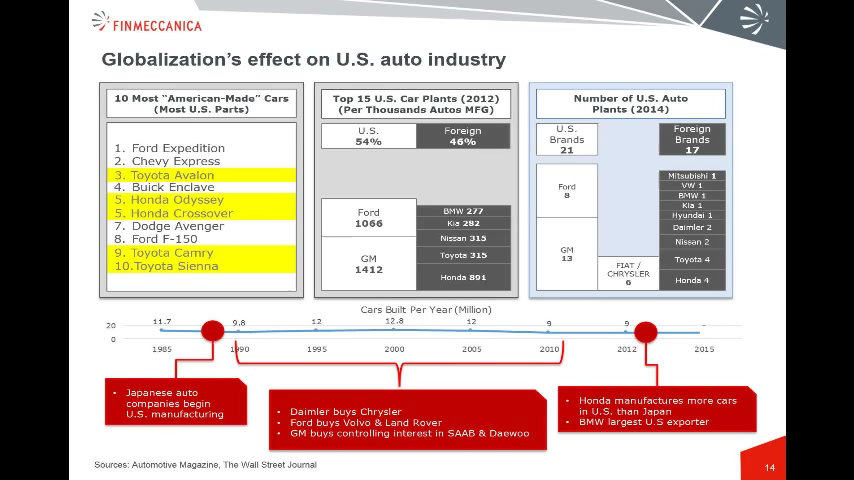 FINMECCANICA
Globalization's effect on U.S. auto industry
10 Most "American-Made" Cars
(Most U.S. Parts)
1. Ford Expedition
2. Chevy Express
3. Toyota Avalon
4. Buick Enclave
5. Honda Odyssey
5. Honda Crossover
7. Dodge Avenger
8. Ford F-150
9. Toyota Camry
10.Toyota Sienna
Top 15 U.S. Car Plants (2012)
(Per Thousands Autos MFG)
U.S.
54%
Foreign
46%
Ford
1066
GM
1412
BMW 277
Kia 282
Nissan 315
Toyota 315
Honda 891
Number of U.S. Auto
Plants (2014)
U.S.
Brands
21
Foreign
Brands
17
Ford
8
GM
13
FIAT /
CHRYSLER
6
Mitsubishi 1
VW 1
BMW 1
Kia 1
Hyundai 1
Daimler 2
Nissan 2
Toyota 4
Honda 4
Cars Built Per Year (Million)
20
0
11.7 9.8 12 12.8 12 9 9 -
1985 1990 1995 2000 2005 2010 2012 2015
• Japanese auto
companies begin
U.S. manufacturing
• Daimler buys Chrysler
• Ford buys Volvo & Land Rover
• GM buys controlling interest in SAAB & Daewoo
• Honda manufactures more cars
in U.S. than Japan
• BMW largest U.S exporter
Sources: Automotive Magazine, The Wall Street Journal
14